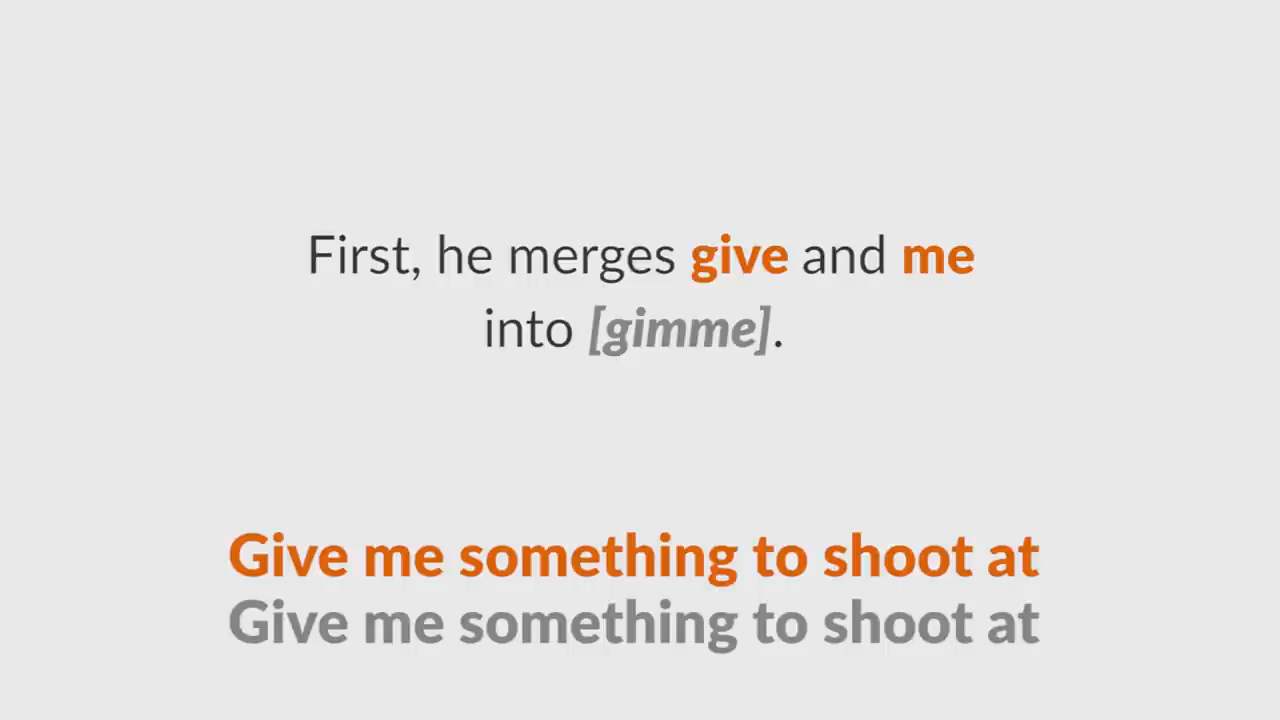 First, he merges give and me
into [gimme].
Give me something to shoot at
Give me something to shoot at